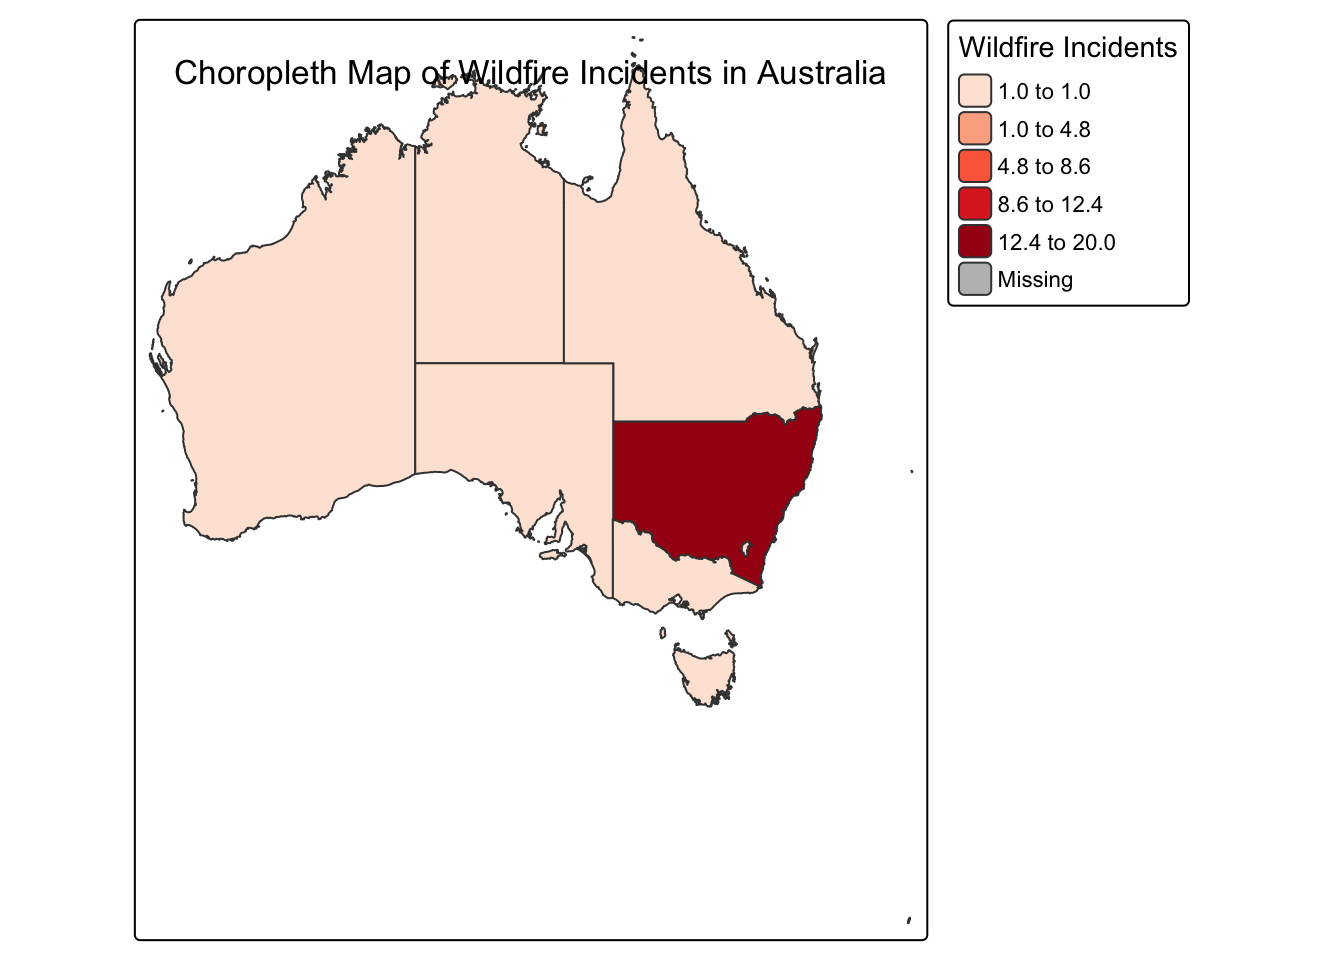 Choropleth Map of Wildfire Incidents in Australia
Wildfire Incidents
1.0 to 1.0
1.0 to 4.8
4.8 to 8.6
8.6 to 12.4
12.4 to 20.0
Missing